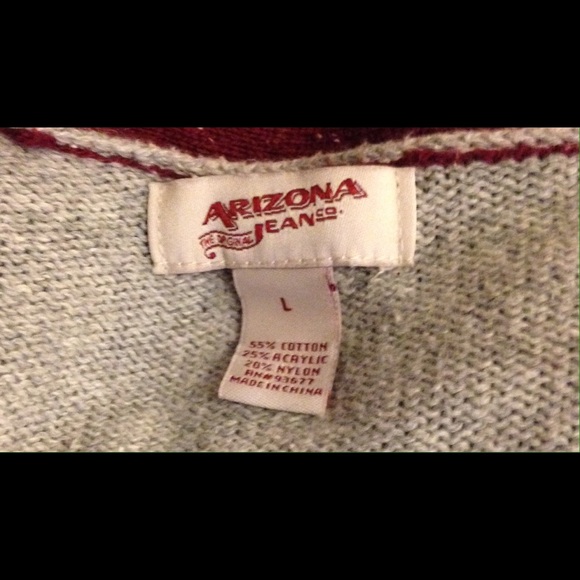 ARIZONA
THE ORIGINAL JEAN CO.
L
55% COTTON
25% ACRYLIC
20% NYLON
RN#93677
MADE IN CHINA